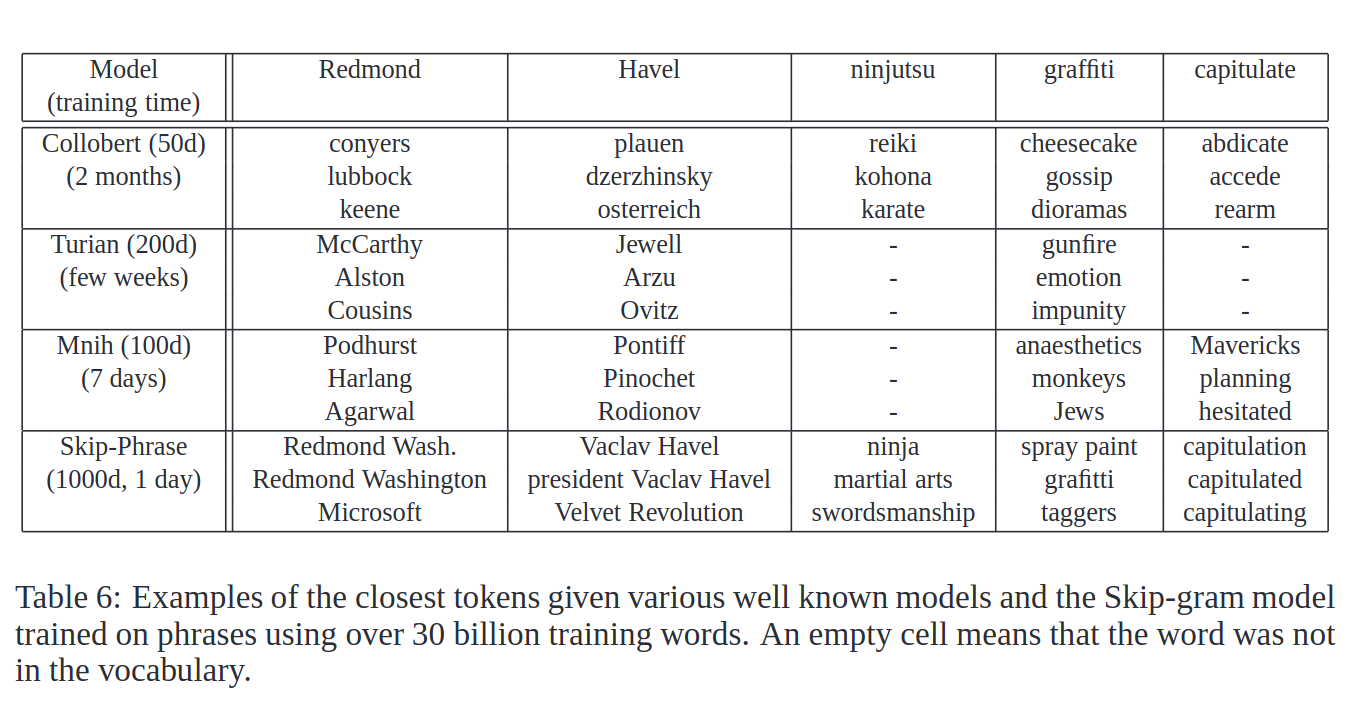 Model Redmond Havel ninjutsu graffiti capitulate
(training time)
Collobert (50d) conyers plauen reiki cheesecake abdicate
(2 months) lubbock dzerzhinsky kohona gossip accede
keene osterreich karate dioramas rearm
Turian (200d) McCarthy Jewell - gunfire -
(few weeks) Alston Arzu - emotion -
Cousins Ovitz - impunity -
Mnih (100d) Podhurst Pontiff - anaesthetics Mavericks
(7 days) Harlang Pinochet - monkeys planning
Agarwal Rodionov - Jews hesitated
Skip-Phrase Redmond Wash. Vaclav Havel ninja spray paint capitulation
(1000d, 1 day) Redmond Washington president Vaclav Havel martial arts grafitti capitulated
Microsoft Velvet Revolution swordsmanship taggers capitulating
Table 6: Examples of the closest tokens given various well known models and the Skip-gram model
trained on phrases using over 30 billion training words. An empty cell means that the word was not
in the vocabulary.